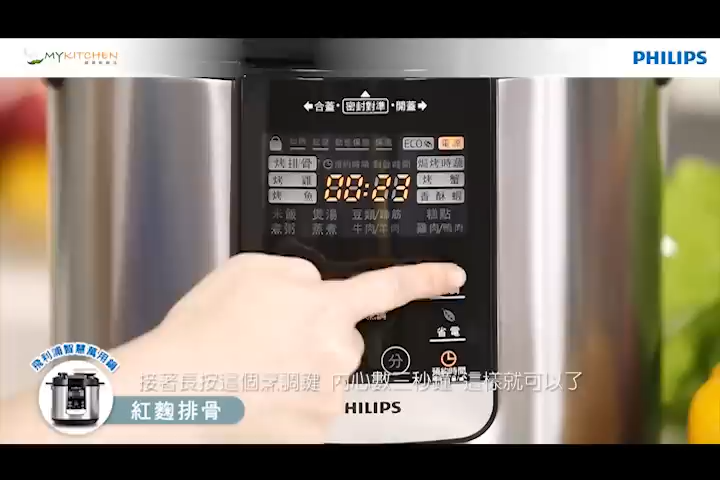 MYKITCHEN
PHILIPS
合蓋・密封對準・開蓋
ECO 電源
烤排骨 焗烤時蔬
烤雞 00:23 烤蟹
烤魚 香酥蝦
米飯 煲湯 豆類/蹄筋 糕點
煮粥 蒸煮 牛肉/羊肉 雞肉/鴨肉
省電
分
預約時間
飛利浦智慧萬用鍋
接著長按這個烹調鍵 內心數三秒鐘 這樣就可以了
紅麴排骨
HILIPS